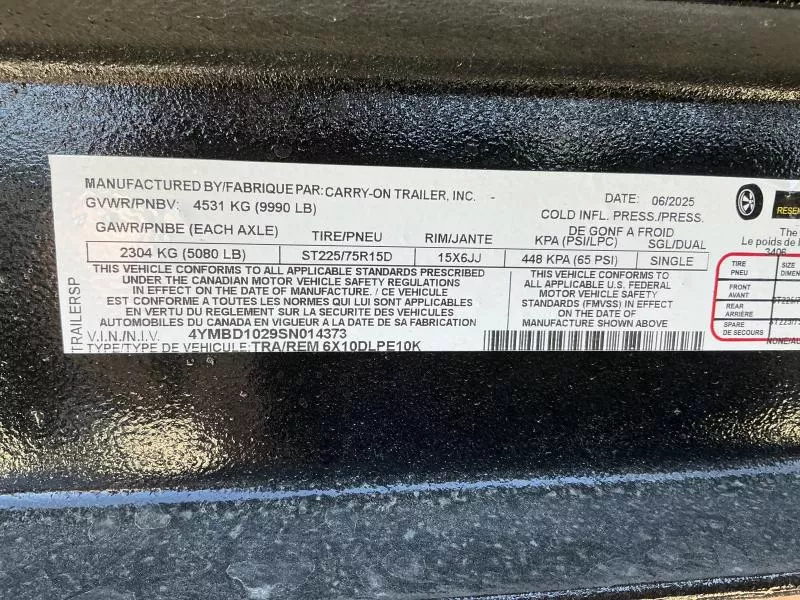 MANUFACTURED BY/FABRIQUE PAR: CARRY-ON TRAILER, INC. -
DATE: 06/2025
GVWR/PNBV: 4531 KG (9990 LB)
COLD INFL. PRESS./PRESS.
DE GONF A FROID
GAWR/PNBE (EACH AXLE) TIRE/PNEU RIM/JANTE KPA (PSI/LPC) SGL/DUAL
2304 KG (5080 LB) ST225/75R15D 15X6JJ 448 KPA (65 PSI) SINGLE
THIS VEHICLE CONFORMS TO ALL APPLICABLE STANDARDS PRESCRIBED
UNDER THE CANADIAN MOTOR VEHICLE SAFETY REGULATIONS
IN EFFECT ON THE DATE OF MANUFACTURE. / CE VÉHICULE
EST CONFORME A TOUTES LES NORMES QUI LUI SONT APPLICABLES
EN VERTU DU REGLEMENT SUR LA SECURITE DES VEHICULES
AUTOMOBILES DU CANADA EN VIGUEUR A LA DATE DE SA FABRICATION.
THIS VEHICLE CONFORMS TO
ALL APPLICABLE U.S. FEDERAL
MOTOR VEHICLE SAFETY
STANDARDS (FMVSS) IN EFFECT
ON THE DATE OF
MANUFACTURE SHOWN ABOVE
V.I.N./N.I.V. 4YMBD1029SN014373
TYPE/TYPE DE VEHICULE: TRA/REM 6X10DLPE10K
TRAILERSP
The
Le poids de
3406
TIRE
PNEU
SIZE
FRONT
AVANT
REAR
ARRIÈRE
SPARE
DE SECOURS